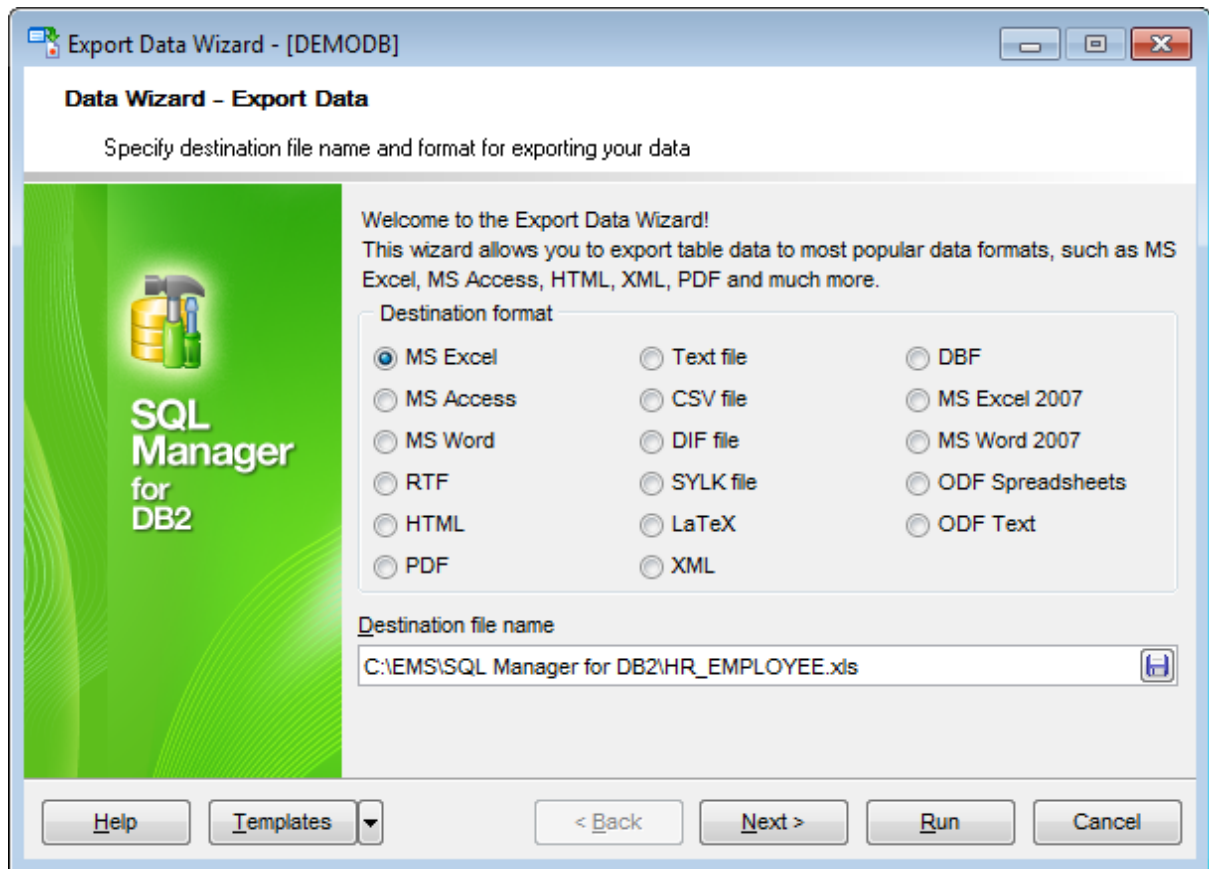 Export Data Wizard - [DEMODB]
Data Wizard - Export Data
Specify destination file name and format for exporting your data
Welcome to the Export Data Wizard!
This wizard allows you to export table data to most popular data formats, such as MS
Excel, MS Access, HTML, XML, PDF and much more.
SQL
Manager
for
DB2
Destination format
MS Excel
Text file
DBF
MS Access
CSV file
MS Excel 2007
MS Word
DIF file
MS Word 2007
RTF
SYLK file
ODF Spreadsheets
HTML
LaTeX
ODF Text
PDF
XML
Destination file name
C:\EMS\SQL Manager for DB2\HR_EMPLOYEE.xls
Help
Templates
< Back
Next >
Run
Cancel